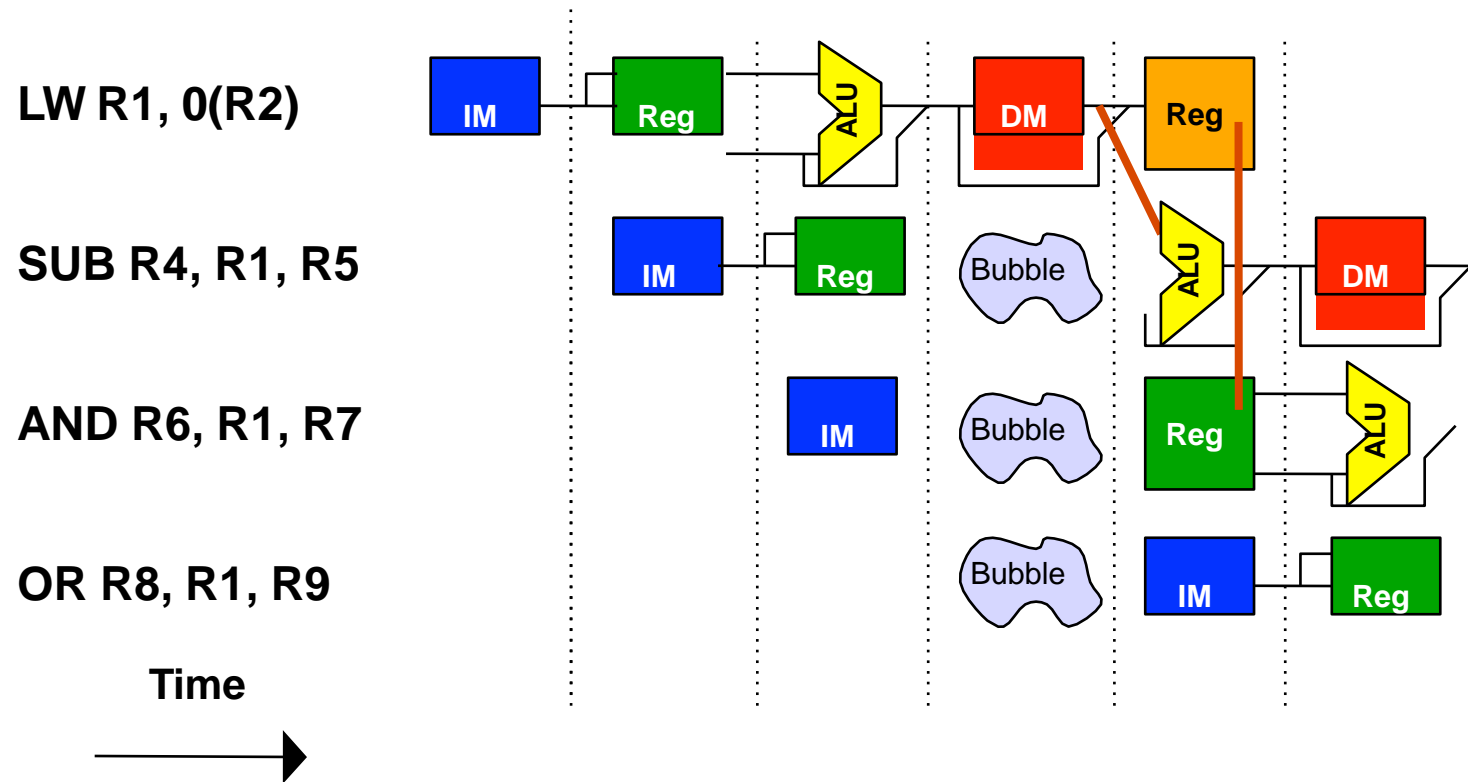 LW R1, 0(R2)
IM
Reg
ALU
DM
Reg
SUB R4, R1, R5
IM
Reg
Bubble
ALU
DM
AND R6, R1, R7
IM
Bubble
Reg
ALU
OR R8, R1, R9
Bubble
IM
Reg
Time